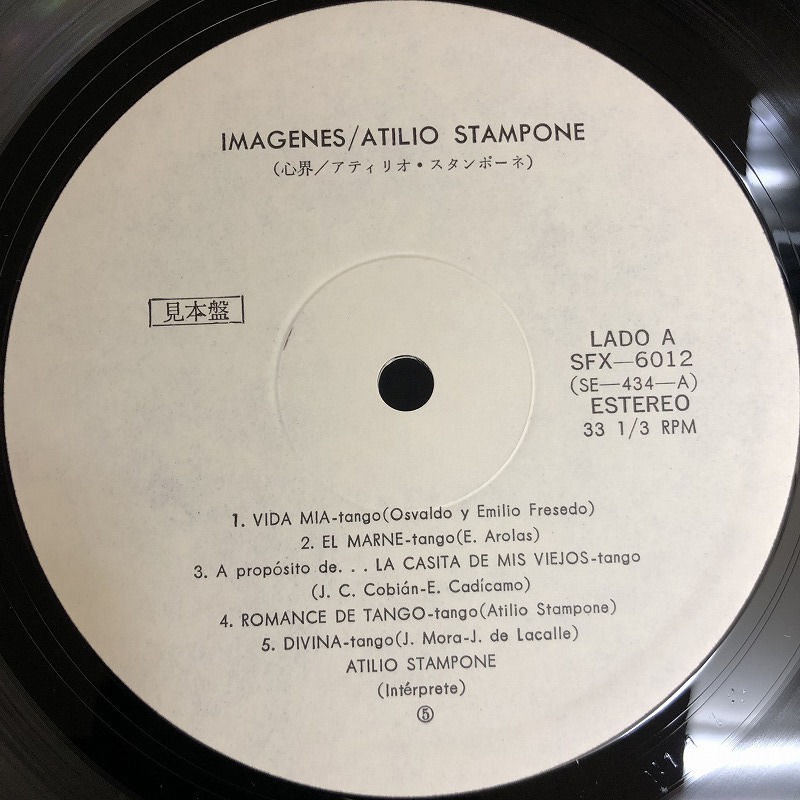 IMAGENES/ATILIO STAMPONE
(心界／アティリオ・スタンボーネ)
見本盤
LADO A
SFX—6012
(SE—434—A)
ESTEREO
33 1/3 RPM
1. VIDA MIA-tango(Osvaldo y Emilio Fresedo)
2. EL MARNE-tango(E. Arolas)
3. A propósito de. . . LA CASITA DE MIS VIEJOS-tango
(J. C. Cobián-E. Cadícamo)
4. ROMANCE DE TANGO-tango(Atilio Stampone)
5. DIVINA-tango(J. Mora-J. de Lacalle)
ATILIO STAMPONE
(Intérprete)
⑤